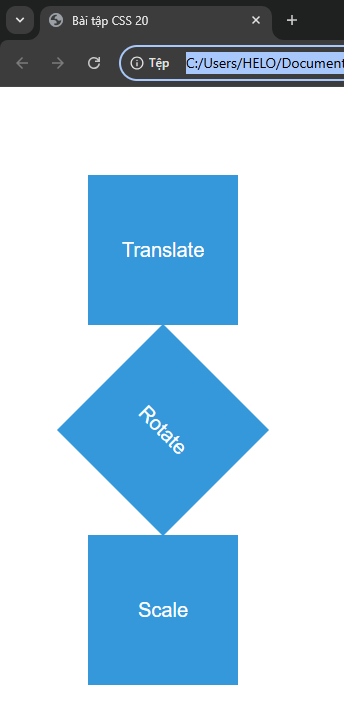 Bài tập CSS 20
Tệp C:/Users/HELO/Document
Translate
Rotate
Scale